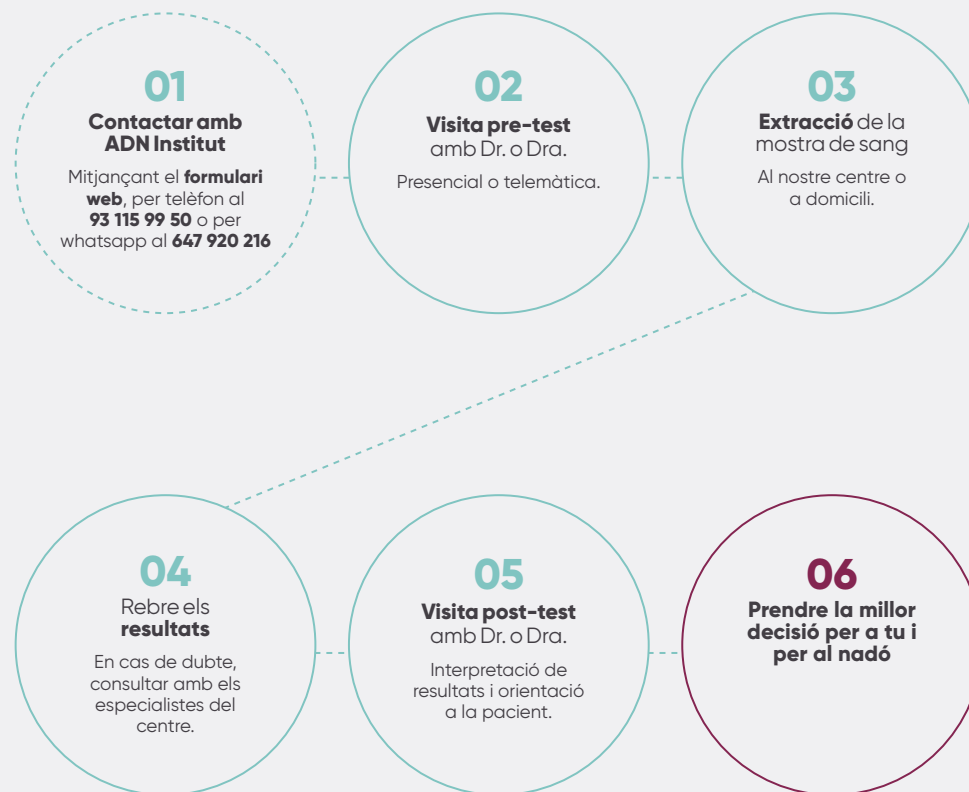 01
Contactar amb
ADN Institut
Mitjançant el formulari
web, per telèfon al
93 115 99 50 o per
whatsapp al 647 920 216
02
Visita pre-test
amb Dr. o Dra.
Presencial o telemàtica.
03
Extracció de la
mostra de sang
Al nostre centre o
a domicili.
04
Rebre els
resultats
En cas de dubte,
consultar amb els
especialistes del
centre.
05
Visita post-test
amb Dr. o Dra.
Interpretació de
resultats i orientació
a la pacient.
06
Prendre la millor
decisió per a tu i
per al nadó